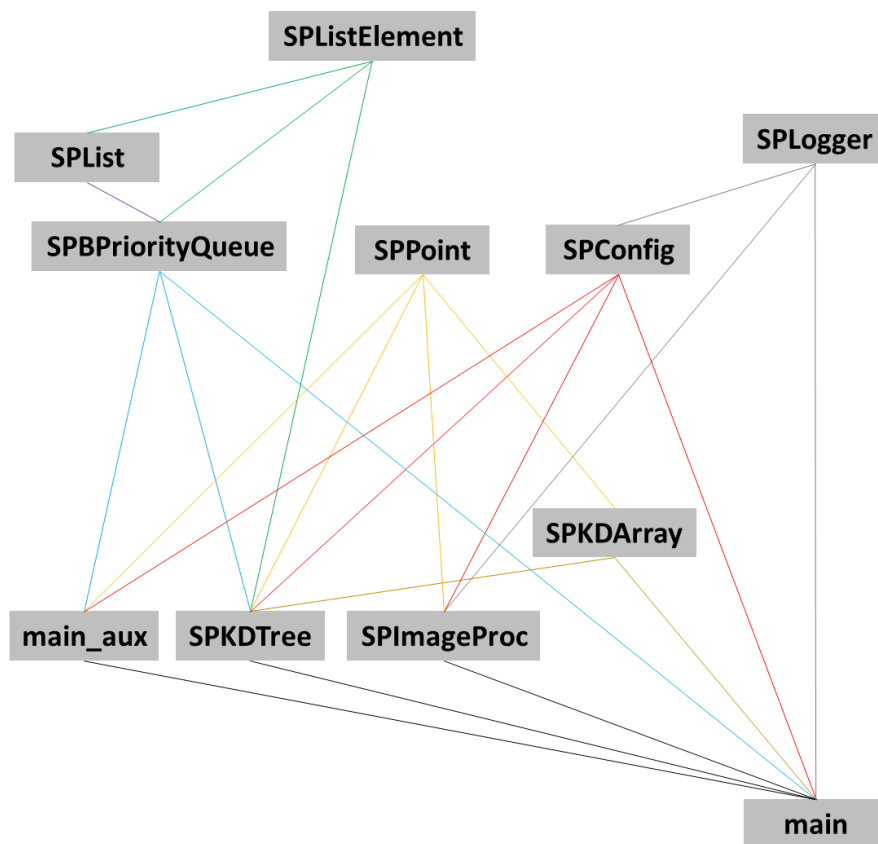 SPListElement
SPLogger
SPList
SPBPriorityQueue
SPPoint
SPConfig
SPKDArray
main_aux
SPKDTree
SPImageProc
main